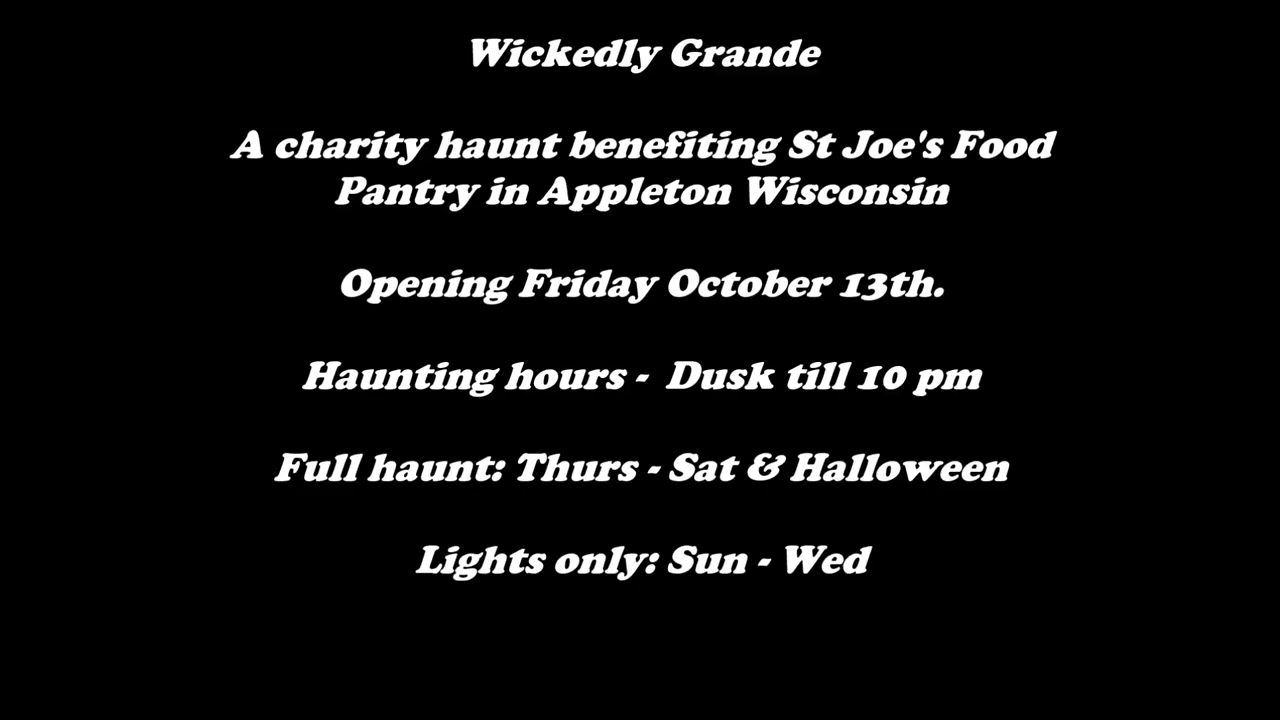 Wickedly Grande
A charity haunt benefiting St Joe's Food
Pantry in Appleton Wisconsin
Opening Friday October 13th.
Haunting hours -  Dusk till 10 pm
Full haunt: Thurs - Sat & Halloween
Lights only: Sun - Wed